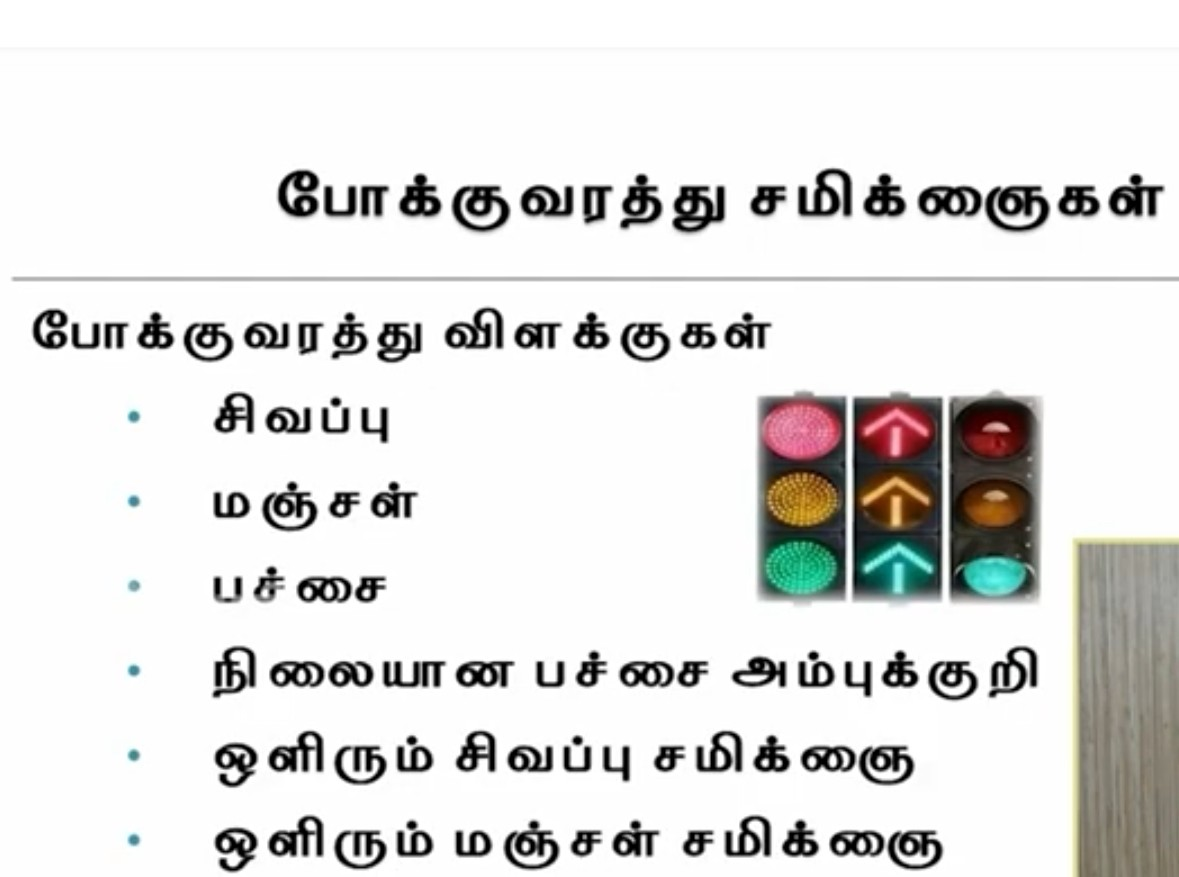 போக்குவரத்து சமிக்ஞைகள்
போக்குவரத்து விளக்குகள்
• சிவப்பு
• மஞ்சள்
• பச்சை
• நிலையான பச்சை அம்புக்குறி
• ஒளிரும் சிவப்பு சமிக்ஞை
• ஒளிரும் மஞ்சள் சமிக்ஞை